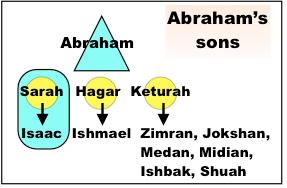 Abraham's
sons
Abraham
Sarah Hagar Keturah
Isaac Ishmael Zimran, Jokshan,
Medan, Midian,
Ishbak, Shuah